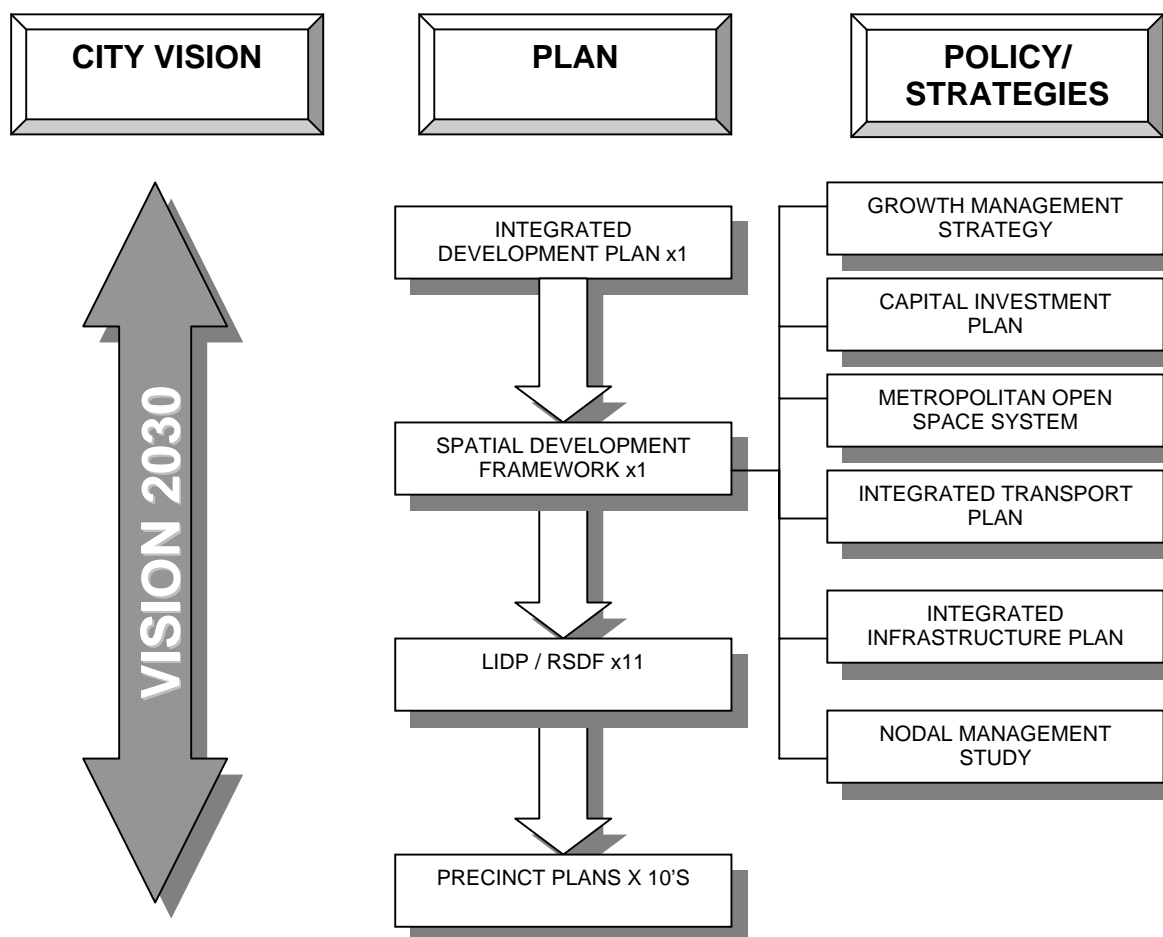 CITY VISION
PLAN
POLICY/
STRATEGIES
VISION 2030
INTEGRATED
DEVELOPMENT PLAN x1
SPATIAL DEVELOPMENT
FRAMEWORK x1
LIDP / RSDF x11
PRECINCT PLANS X 10'S
GROWTH MANAGEMENT
STRATEGY
CAPITAL INVESTMENT
PLAN
METROPOLITAN OPEN
SPACE SYSTEM
INTEGRATED TRANSPORT
PLAN
INTEGRATED
INFRASTRUCTURE PLAN
NODAL MANAGEMENT
STUDY